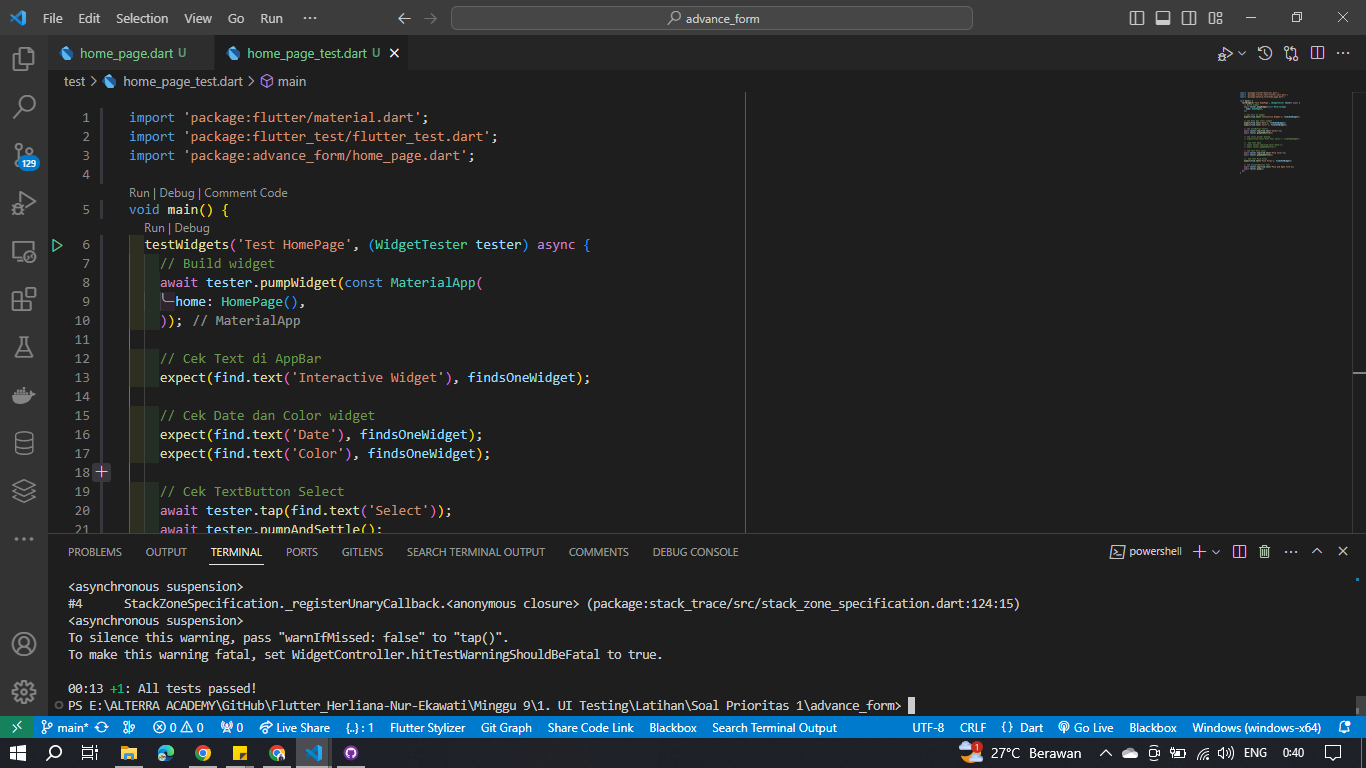 File Edit Selection View Go Run ··· advance_form
home_page.dart U home_page_test.dart U
test > home_page_test.dart > main
1 import 'package:flutter/material.dart';
2 import 'package:flutter_test/flutter_test.dart';
3 import 'package:advance_form/home_page.dart';
4
Run | Debug | Comment Code
5 void main() {
Run | Debug
6 testWidgets('Test HomePage', (WidgetTester tester) async {
7 // Build widget
8 await tester.pumpWidget(const MaterialApp(
9 home: HomePage(),
10 )); // MaterialApp
11
12 // Cek Text di AppBar
13 expect(find.text('Interactive Widget'), findsOneWidget);
14
15 // Cek Date dan Color widget
16 expect(find.text('Date'), findsOneWidget);
17 expect(find.text('Color'), findsOneWidget);
18
19 // Cek TextButton Select
20 await tester.tap(find.text('Select'));
21 await tester.pumpAndSettle();
129
PROBLEMS OUTPUT TERMINAL PORTS GITLENS SEARCH TERMINAL OUTPUT COMMENTS DEBUG CONSOLE powershell
<asynchronous suspension>
#4 StackZoneSpecification._registerUnaryCallback.<anonymous closure> (package:stack_trace/src/stack_zone_specification.dart:124:15)
<asynchronous suspension>
To silence this warning, pass "warnIfMissed: false" to "tap()".
To make this warning fatal, set WidgetController.hitTestWarningShouldBeFatal to true.
00:13 +1: All tests passed!
PS E:\ALTERRA ACADEMY\GitHub\Flutter_Herliana-Nur-Ekawati\Minggu 9\1. UI Testing\Latihan\Soal Prioritas 1\advance_form>
main* 0 0 0 Live Share {..} : 1 Flutter Stylizer Git Graph Share Code Link Blackbox Search Terminal Output UTF-8 CRLF {} Dart Go Live Blackbox Windows (windows-x64)
1 27°C Berawan ENG 0:40